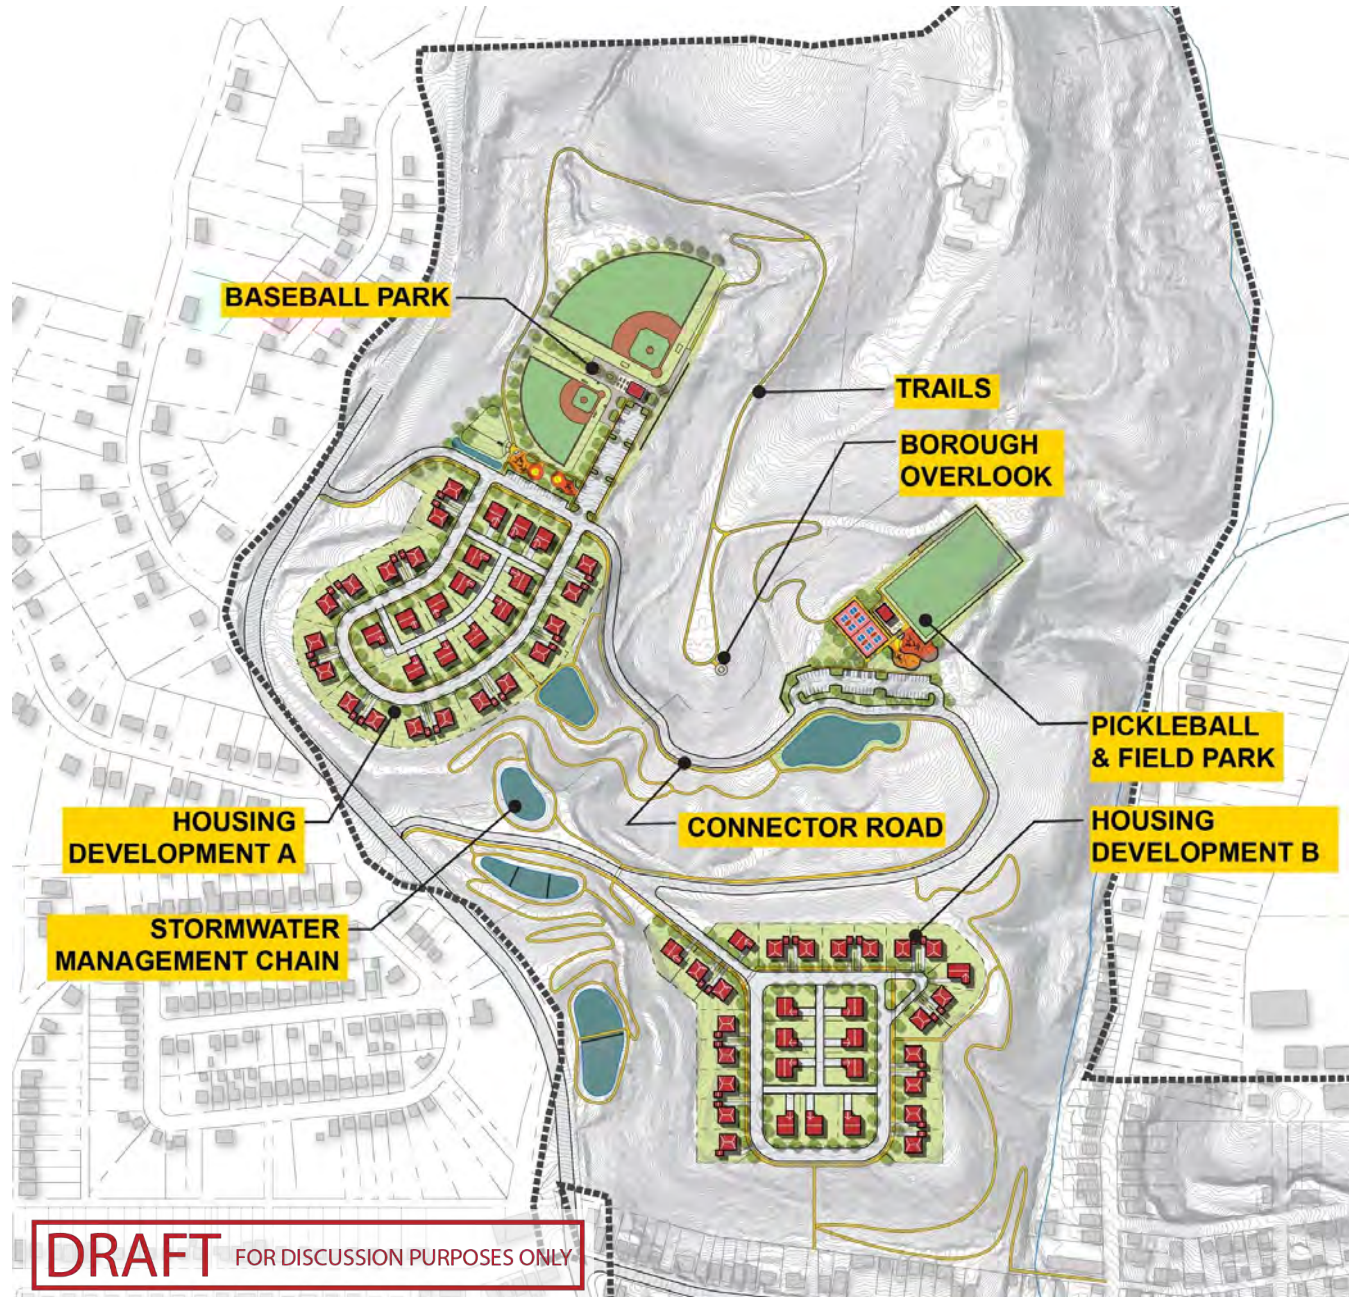 BASEBALL PARK
TRAILS
BOROUGH
OVERLOOK
PICKLEBALL
& FIELD PARK
HOUSING
DEVELOPMENT A
CONNECTOR ROAD
HOUSING
DEVELOPMENT B
STORMWATER
MANAGEMENT CHAIN
DRAFT FOR DISCUSSION PURPOSES ONLY